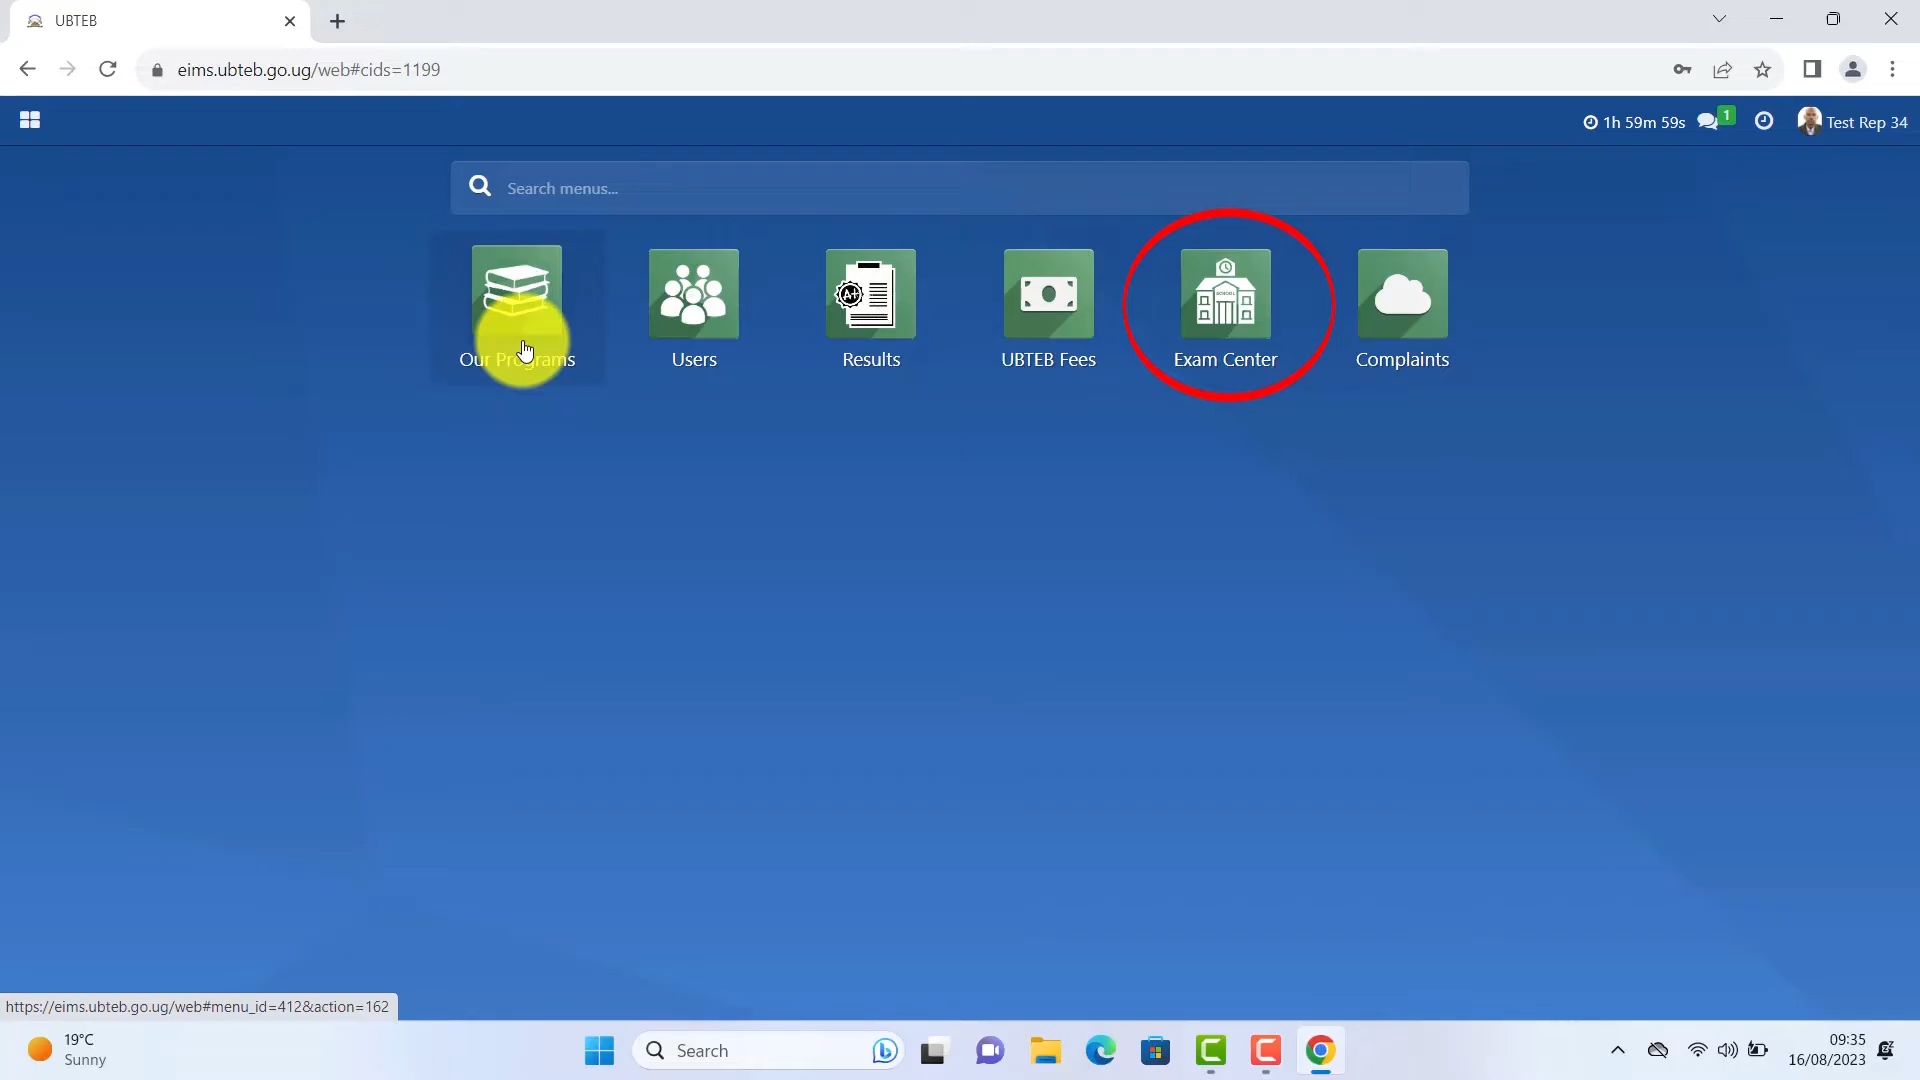 UBTEB
eims.ubteb.go.ug/web#cids=1199
1h 59m 59s
1
Test Rep 34
Search menus...
SCHOOL
A+
Our Programs
Users
Results
UBTEB Fees
Exam Center
Complaints
https://eims.ubteb.go.ug/web#menu_id=412&action=162
19°C
Sunny
Search
09:35
16/08/2023